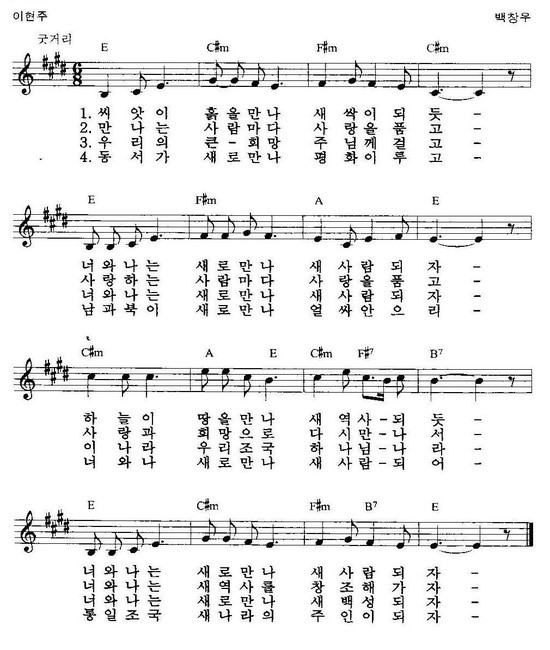 이현주 백창우
굿거리
E C#m F#m C#m
1. 씨 앗 이 흙 을 만 나 새 싹 이 되 듯 -
2. 만 나 는 사 람 마 다 사 랑 을 품 고 -
3. 우 리 의 큰 - 희 망 주 님 께 걸 고 -
4. 동 서 가 새 로 만 나 평 화 이 루 고 -
E F#m A E
너 와 나 는 새 로 만 나 새 사 람 되 자 -
사 랑 하 는 사 람 마 다 사 랑 을 품 고 -
너 와 나 는 새 로 만 나 새 사 람 되 자 -
남 과 북 이 새 로 만 나 얼 싸 안 으 리 -
C#m A E C#m F#7 B7
하 늘 이 땅 을 만 나 새 역 사 - 되 듯 -
사 랑 과 희 망 으 로 다 시 만 - 나 서 -
이 나 라 우 리 조 국 하 나 님 - 나 라 -
너 와 나 새 로 만 나 새 사 람 - 되 어 -
E C#m F#m B7 E
너 와 나 는 새 로 만 나 새 사 람 되 자 -
너 와 나 는 새 역 사 를 창 조 해 가 자 -
너 와 나 는 새 로 만 나 새 백 성 되 자 -
통 일 조 국 새 나 라 의 주 인 이 되 자 -